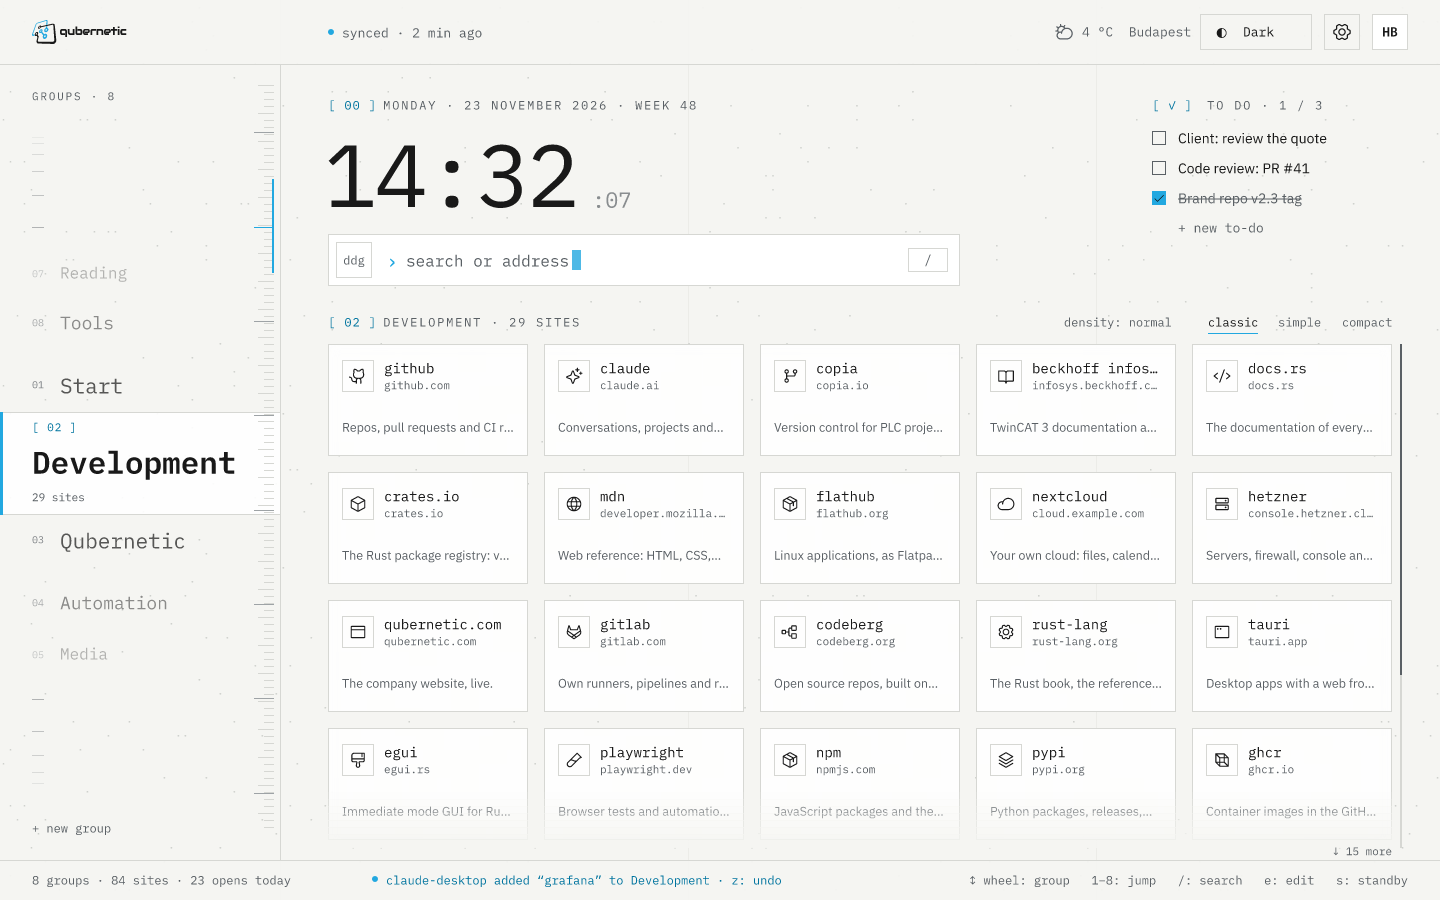 qubernetic
synced · 2 min ago
4 °C Budapest
Dark
HB
GROUPS · 8
07 Reading
08 Tools
01 Start
[ 02 ]
Development
29 sites
03 Qubernetic
04 Automation
05 Media
+ new group
[ 00 ] MONDAY · 23 NOVEMBER 2026 · WEEK 48
14:32 :07
ddg › search or address /
[ √ ] TO DO · 1 / 3
Client: review the quote
Code review: PR #41
Brand repo v2.3 tag
+ new to-do
[ 02 ] DEVELOPMENT · 29 SITES
density: normal classic simple compact
github
github.com
Repos, pull requests and CI r…
claude
claude.ai
Conversations, projects and…
copia
copia.io
Version control for PLC proje…
beckhoff infos…
infosys.beckhoff.c…
TwinCAT 3 documentation a…
docs.rs
docs.rs
The documentation of every…
crates.io
crates.io
The Rust package registry: v…
mdn
developer.mozilla.…
Web reference: HTML, CSS,…
flathub
flathub.org
Linux applications, as Flatpa…
nextcloud
cloud.example.com
Your own cloud: files, calend…
hetzner
console.hetzner.cl…
Servers, firewall, console an…
qubernetic.com
qubernetic.com
The company website, live.
gitlab
gitlab.com
Own runners, pipelines and r…
codeberg
codeberg.org
Open source repos, built on…
rust-lang
rust-lang.org
The Rust book, the reference…
tauri
tauri.app
Desktop apps with a web fro…
egui
egui.rs
Immediate mode GUI for Ru…
playwright
playwright.dev
Browser tests and automatio…
npm
npmjs.com
JavaScript packages and the…
pypi
pypi.org
Python packages, releases,…
ghcr
ghcr.io
Container images in the GitH…
↓ 15 more
8 groups · 84 sites · 23 opens today
claude-desktop added “grafana” to Development · z: undo
↕ wheel: group 1–8: jump /: search e: edit s: standby